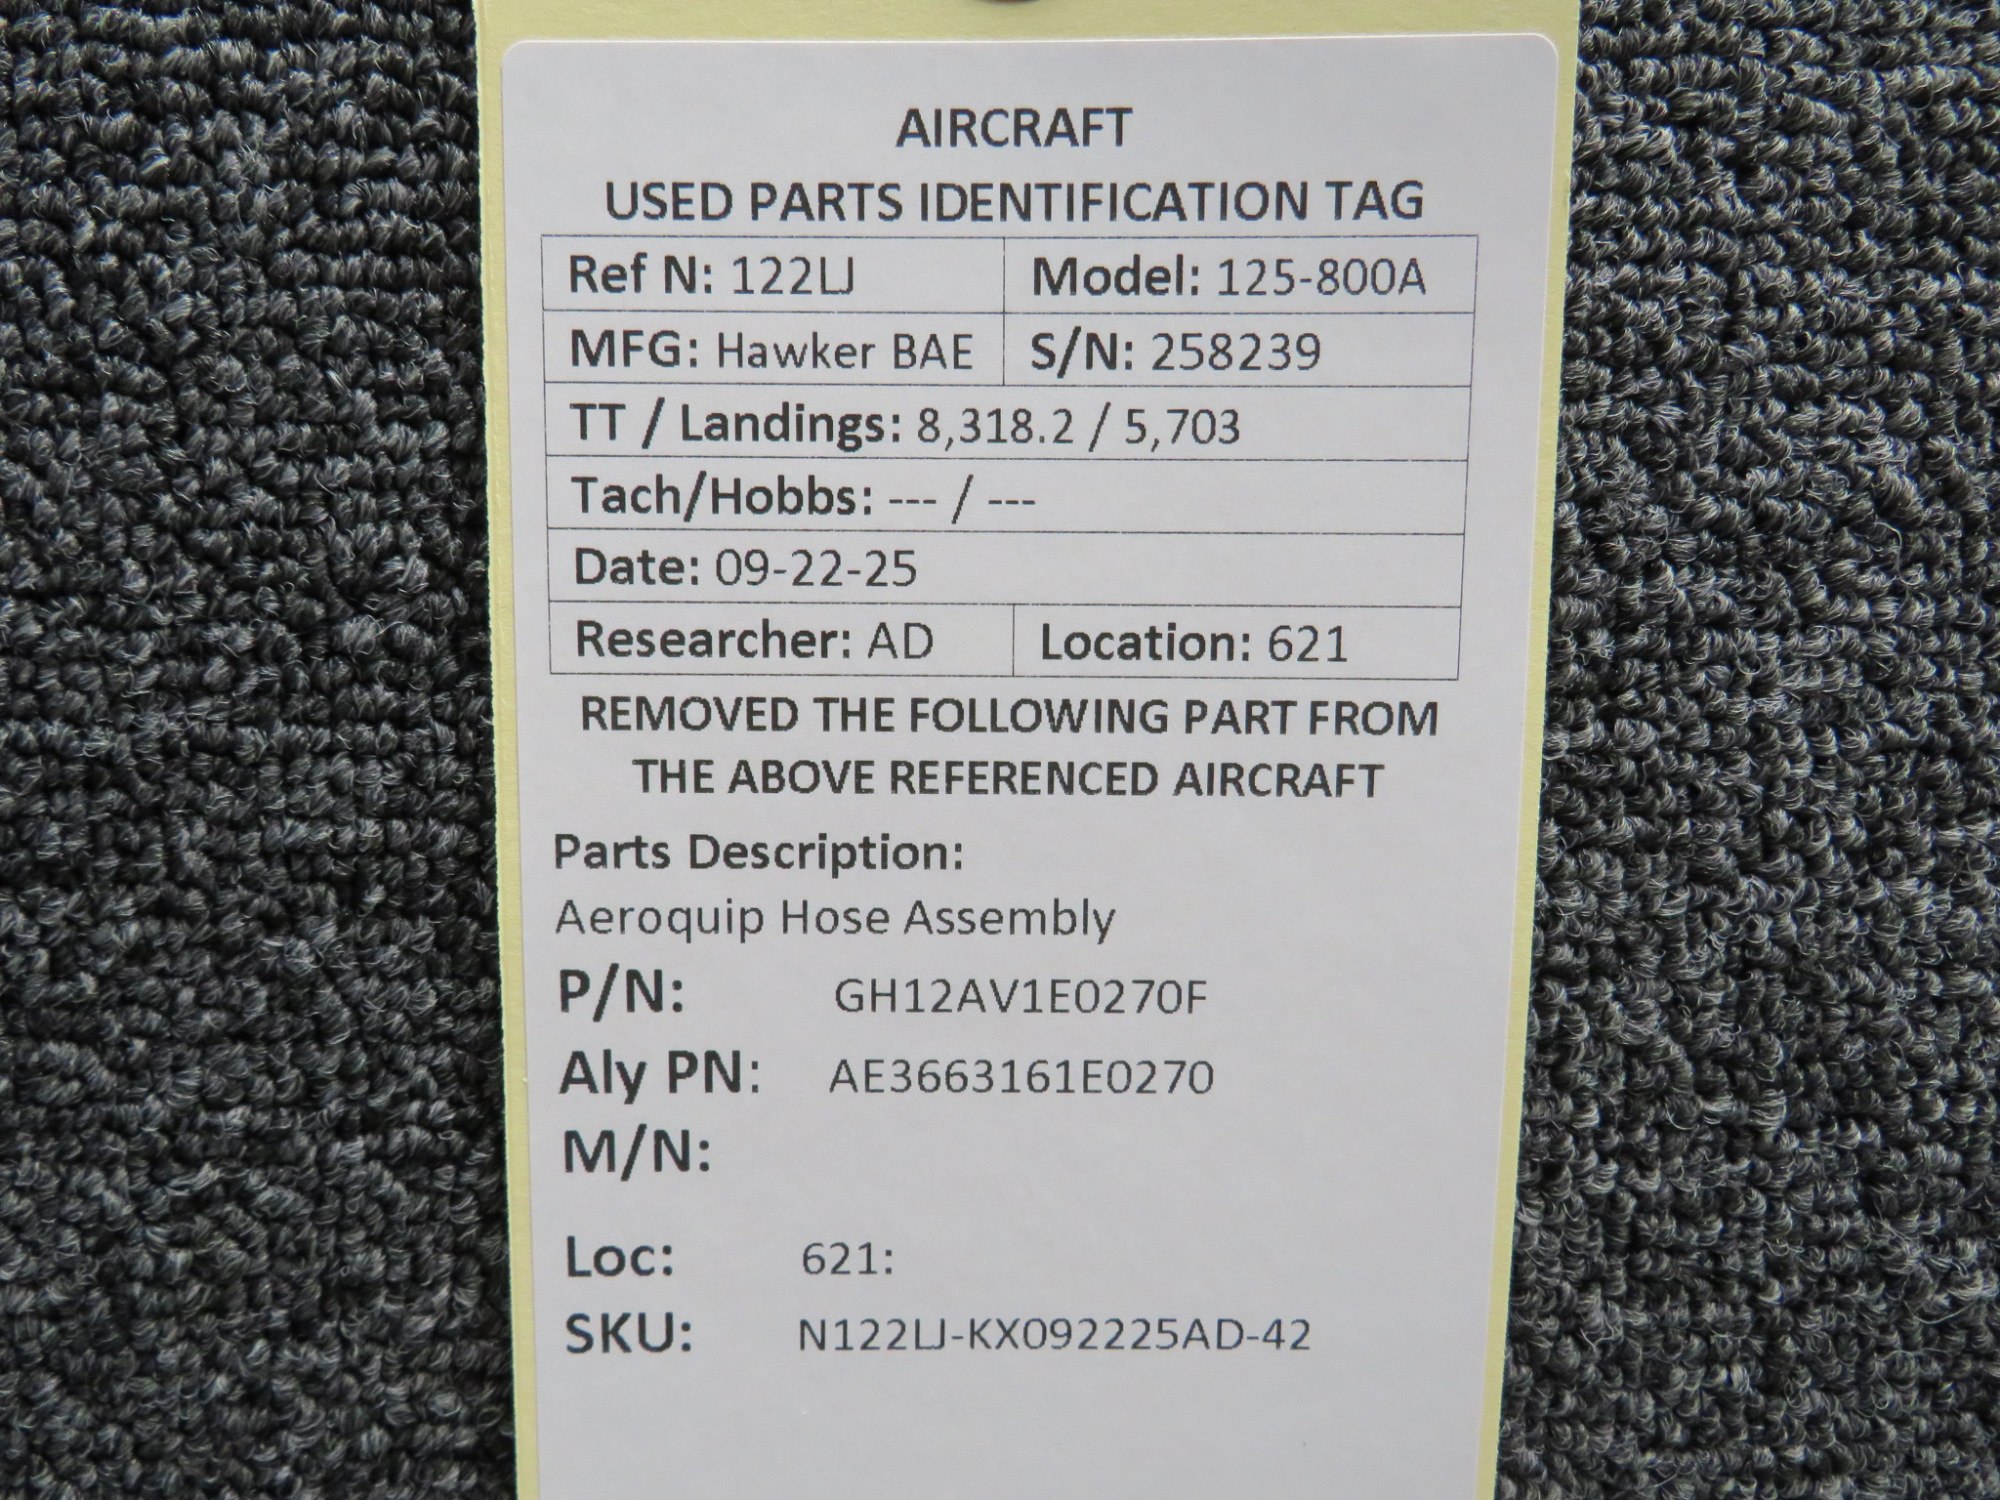 AIRCRAFT
USED PARTS IDENTIFICATION TAG
Ref N: 122LJ Model: 125-800A
MFG: Hawker BAE S/N: 258239
TT / Landings: 8,318.2 / 5,703
Tach/Hobbs: --- / ---
Date: 09-22-25
Researcher: AD Location: 621
REMOVED THE FOLLOWING PART FROM
THE ABOVE REFERENCED AIRCRAFT
Parts Description:
Aeroquip Hose Assembly
P/N: GH12AV1E0270F
Aly PN: AE3663161E0270
M/N:
Loc: 621:
SKU: N122LJ-KX092225AD-42